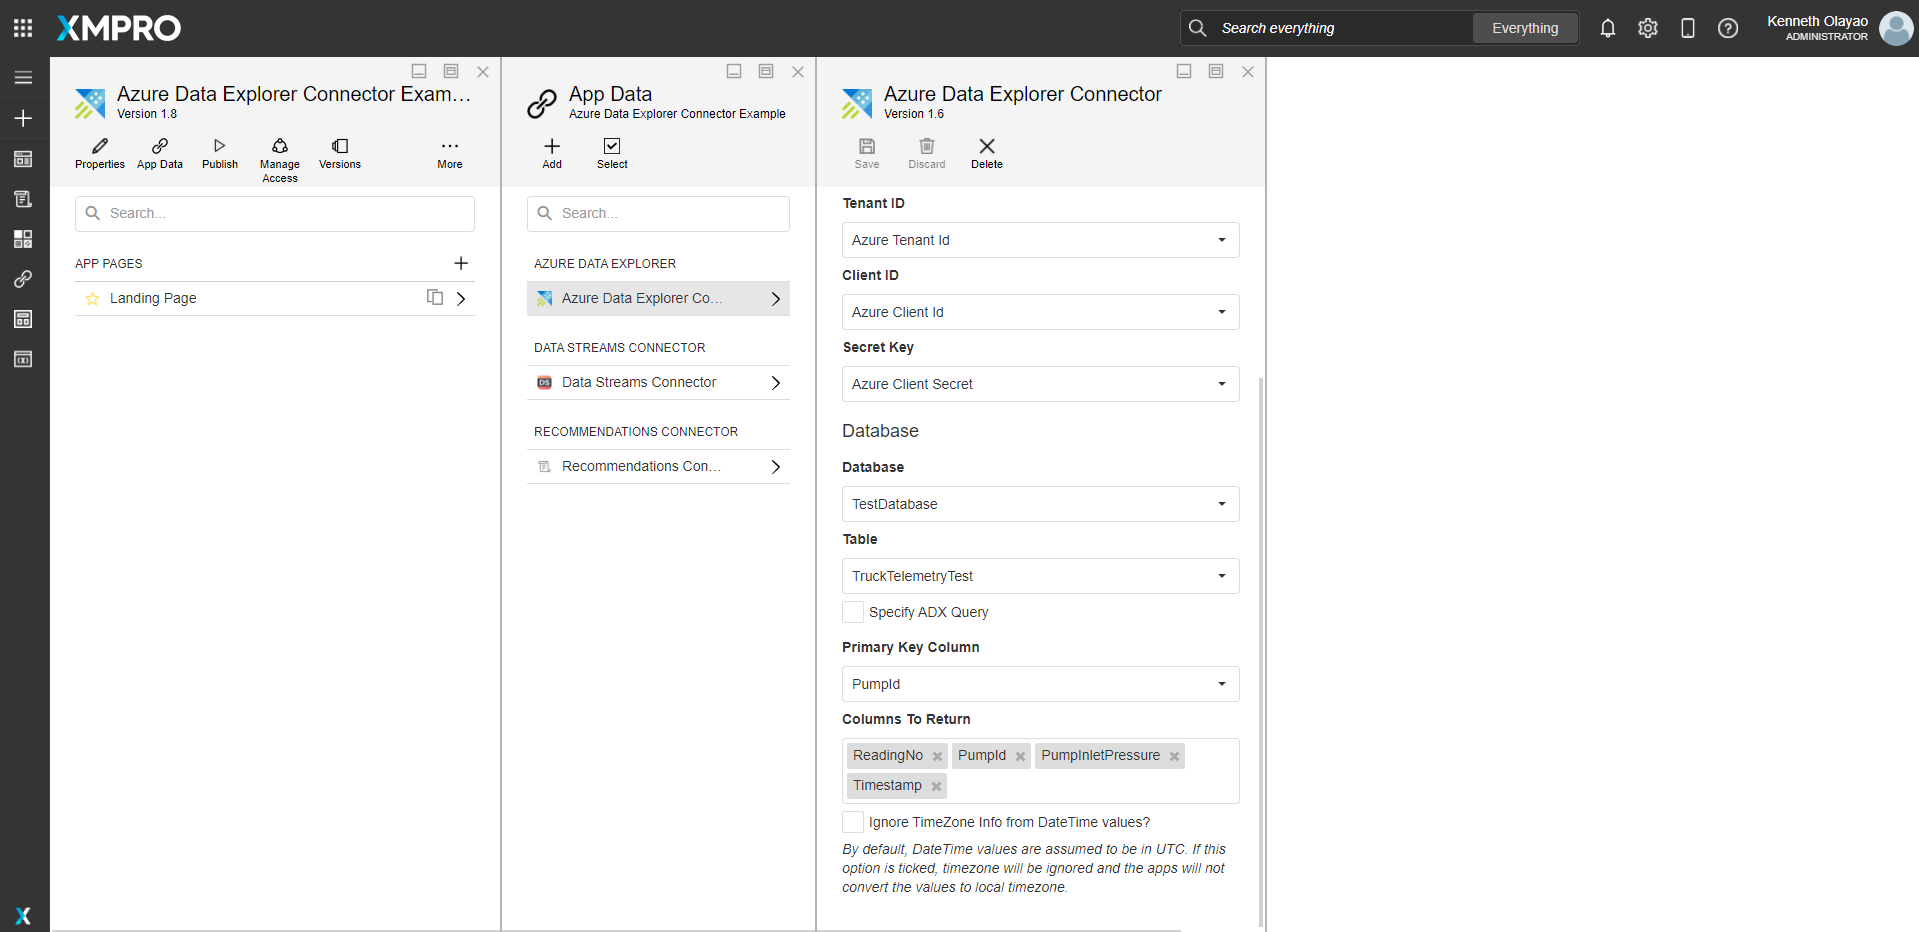 XMPRO
Search everything
Everything
Kenneth Olayao
ADMINISTRATOR
Azure Data Explorer Connector Exam...
Version 1.8
Properties
App Data
Publish
Manage
Access
Versions
More
Search...
APP PAGES
Landing Page
App Data
Azure Data Explorer Connector Example
Add
Select
Search...
AZURE DATA EXPLORER
Azure Data Explorer Co...
DATA STREAMS CONNECTOR
DS
Data Streams Connector
RECOMMENDATIONS CONNECTOR
Recommendations Con...
Azure Data Explorer Connector
Version 1.6
Save
Discard
Delete
Tenant ID
Azure Tenant Id
Client ID
Azure Client Id
Secret Key
Azure Client Secret
Database
Database
TestDatabase
Table
TruckTelemetryTest
Specify ADX Query
Primary Key Column
PumpId
Columns To Return
ReadingNo PumpId PumpInletPressure
Timestamp
Ignore TimeZone Info from DateTime values?
By default, DateTime values are assumed to be in UTC. If this
option is ticked, timezone will be ignored and the apps will not
convert the values to local timezone.